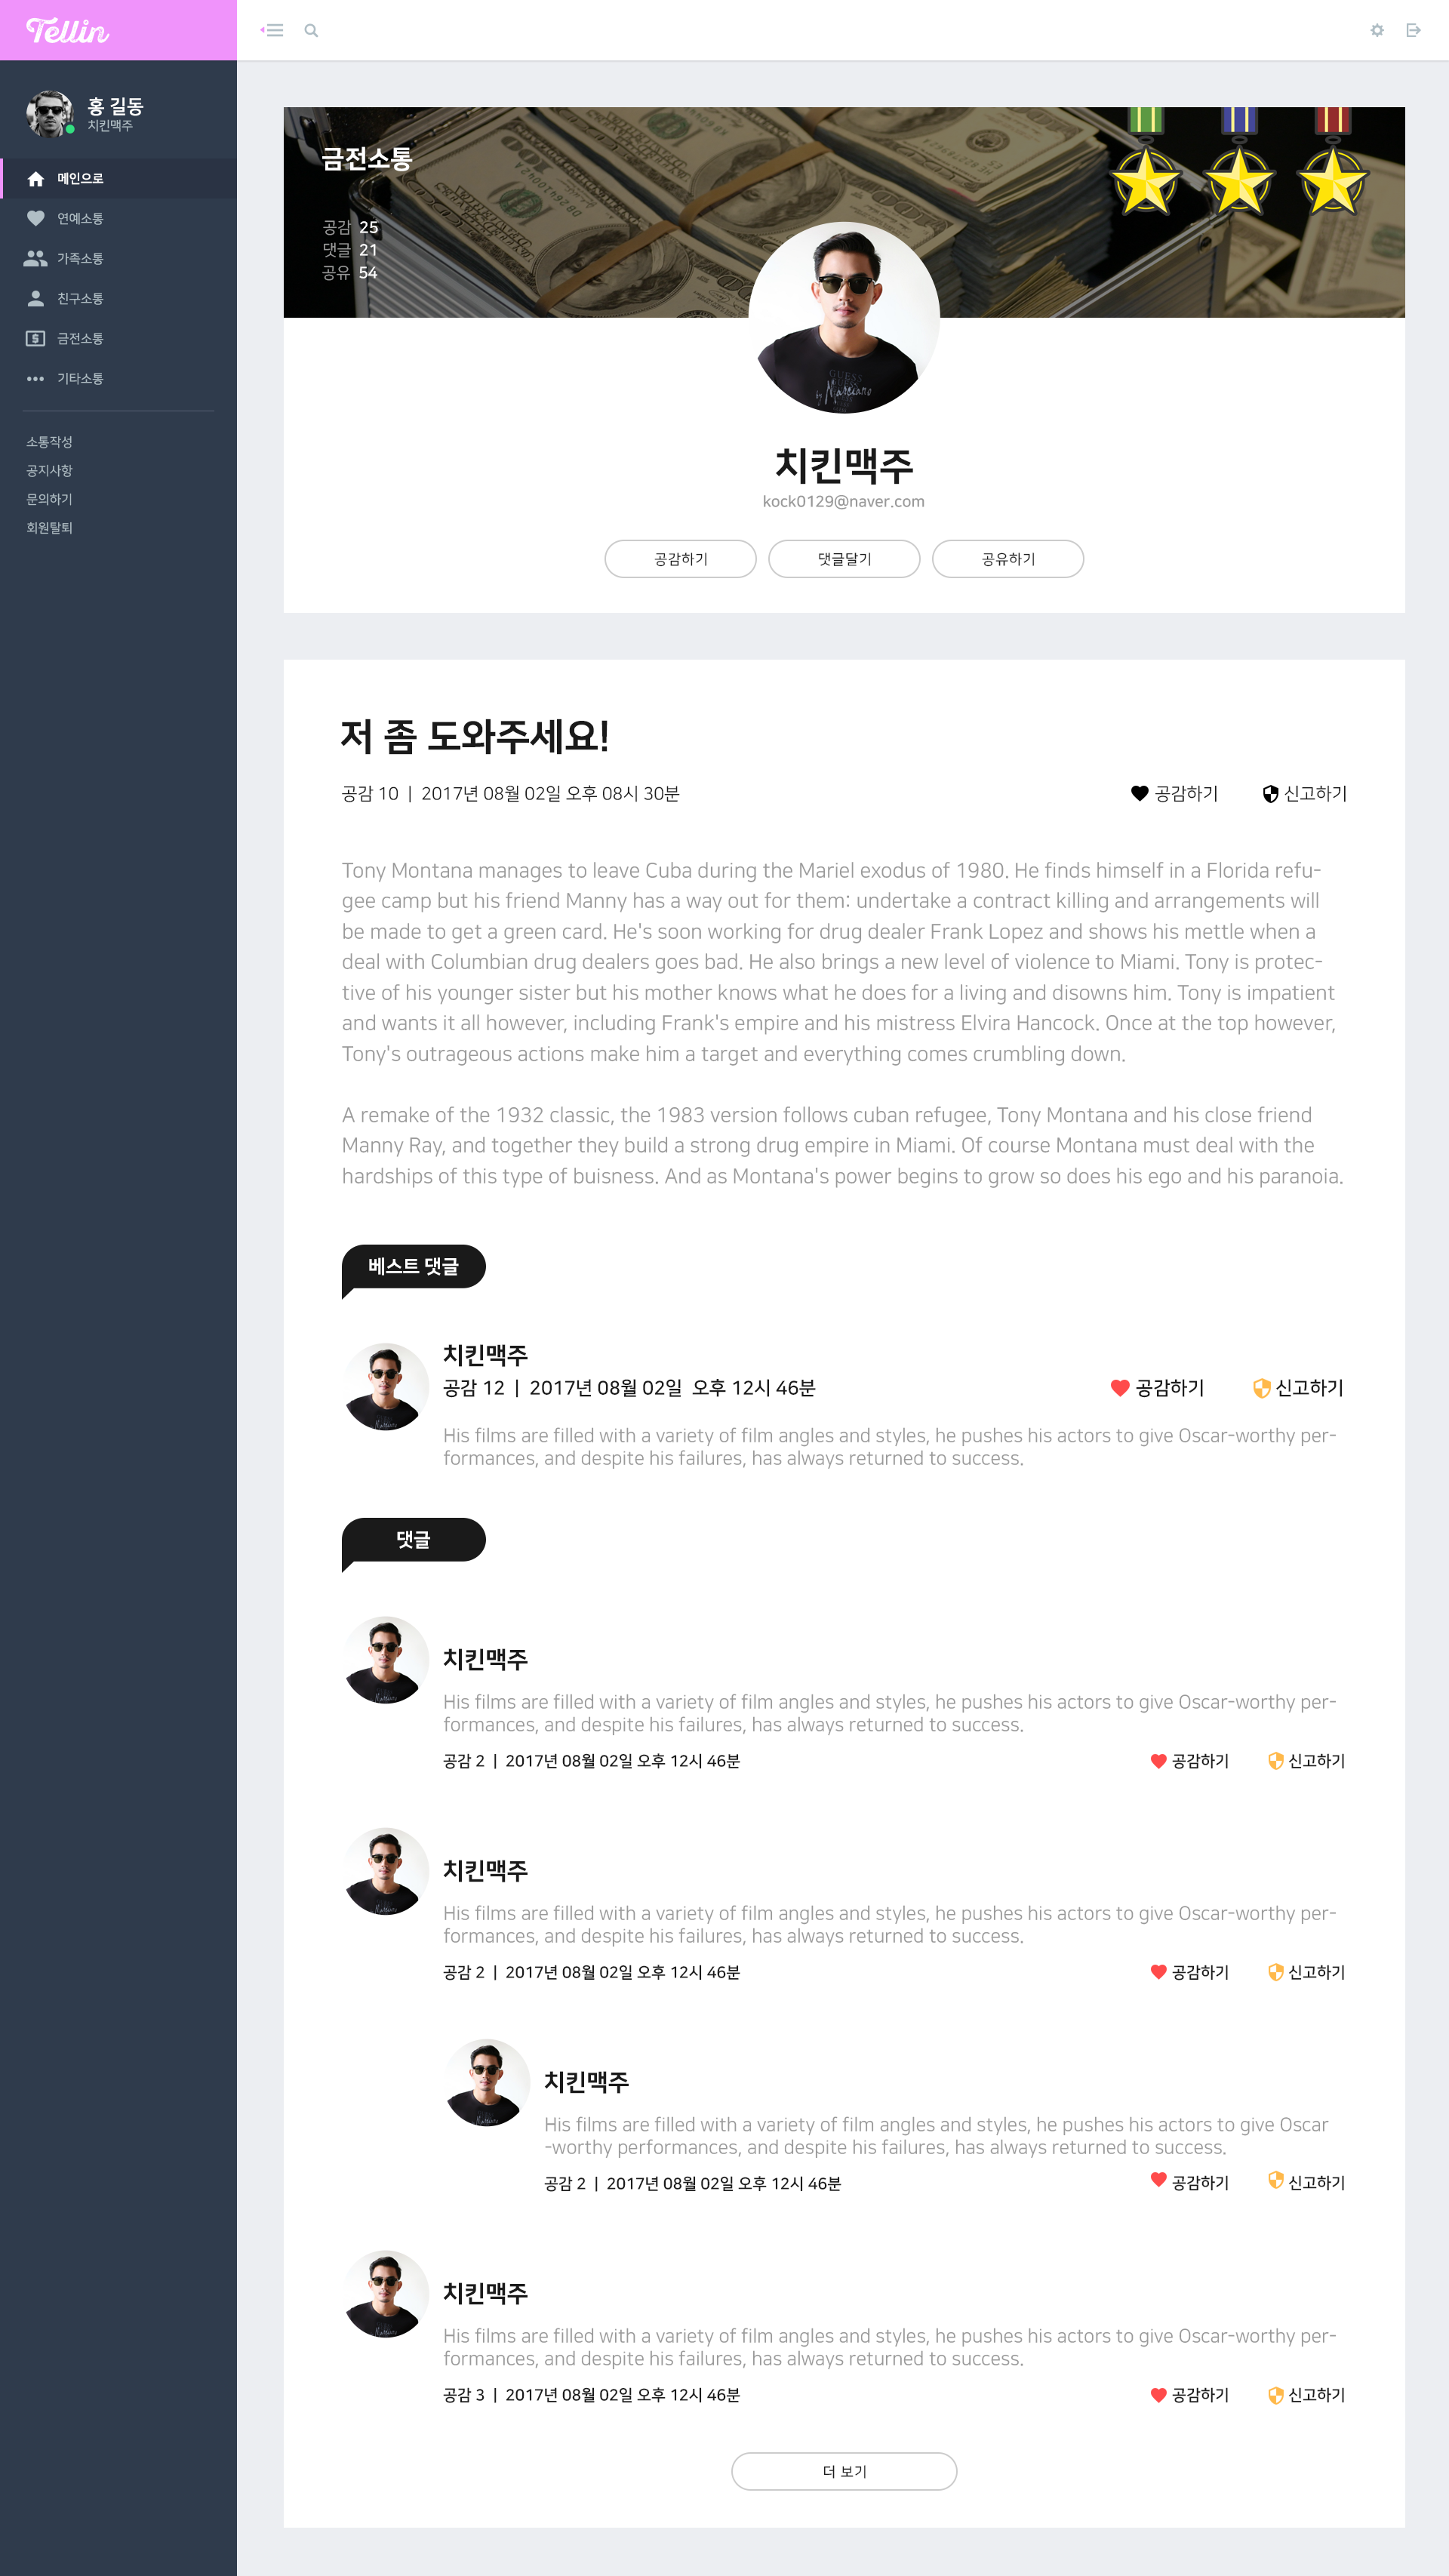 Tellin
홍 길동
치킨맥주
메인으로
연예소통
가족소통
친구소통
금전소통
기타소통
소통작성
공지사항
문의하기
회원탈퇴
금전소통
공감 25
댓글 21
공유 54
GUESS
by Marciano
치킨맥주
kock0129@naver.com
공감하기 댓글달기 공유하기
저 좀 도와주세요!
공감 10 | 2017년 08월 02일 오후 08시 30분 공감하기 신고하기
Tony Montana manages to leave Cuba during the Mariel exodus of 1980. He finds himself in a Florida refu-
gee camp but his friend Manny has a way out for them: undertake a contract killing and arrangements will
be made to get a green card. He's soon working for drug dealer Frank Lopez and shows his mettle when a
deal with Columbian drug dealers goes bad. He also brings a new level of violence to Miami. Tony is protec-
tive of his younger sister but his mother knows what he does for a living and disowns him. Tony is impatient
and wants it all however, including Frank's empire and his mistress Elvira Hancock. Once at the top however,
Tony's outrageous actions make him a target and everything comes crumbling down.
A remake of the 1932 classic, the 1983 version follows cuban refugee, Tony Montana and his close friend
Manny Ray, and together they build a strong drug empire in Miami. Of course Montana must deal with the
hardships of this type of buisness. And as Montana's power begins to grow so does his ego and his paranoia.
베스트 댓글
치킨맥주
공감 12 | 2017년 08월 02일 오후 12시 46분 공감하기 신고하기
His films are filled with a variety of film angles and styles, he pushes his actors to give Oscar-worthy per-
formances, and despite his failures, has always returned to success.
댓글
치킨맥주
His films are filled with a variety of film angles and styles, he pushes his actors to give Oscar-worthy per-
formances, and despite his failures, has always returned to success.
공감 2 | 2017년 08월 02일 오후 12시 46분 공감하기 신고하기
치킨맥주
His films are filled with a variety of film angles and styles, he pushes his actors to give Oscar-worthy per-
formances, and despite his failures, has always returned to success.
공감 2 | 2017년 08월 02일 오후 12시 46분 공감하기 신고하기
치킨맥주
His films are filled with a variety of film angles and styles, he pushes his actors to give Oscar
-worthy performances, and despite his failures, has always returned to success.
공감 2 | 2017년 08월 02일 오후 12시 46분 공감하기 신고하기
치킨맥주
His films are filled with a variety of film angles and styles, he pushes his actors to give Oscar-worthy per-
formances, and despite his failures, has always returned to success.
공감 3 | 2017년 08월 02일 오후 12시 46분 공감하기 신고하기
더 보기